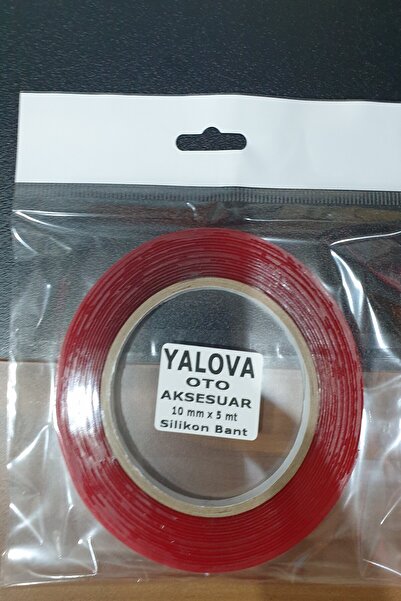 YALOVA
OTO
AKSESUAR
10 mm x 5 mt
Silikon Bant